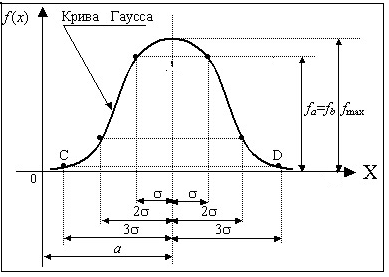 f(x)
Крива Гаусса
fa=fb fmax
C
D
0
X
σ σ
2σ 2σ
3σ 3σ
a